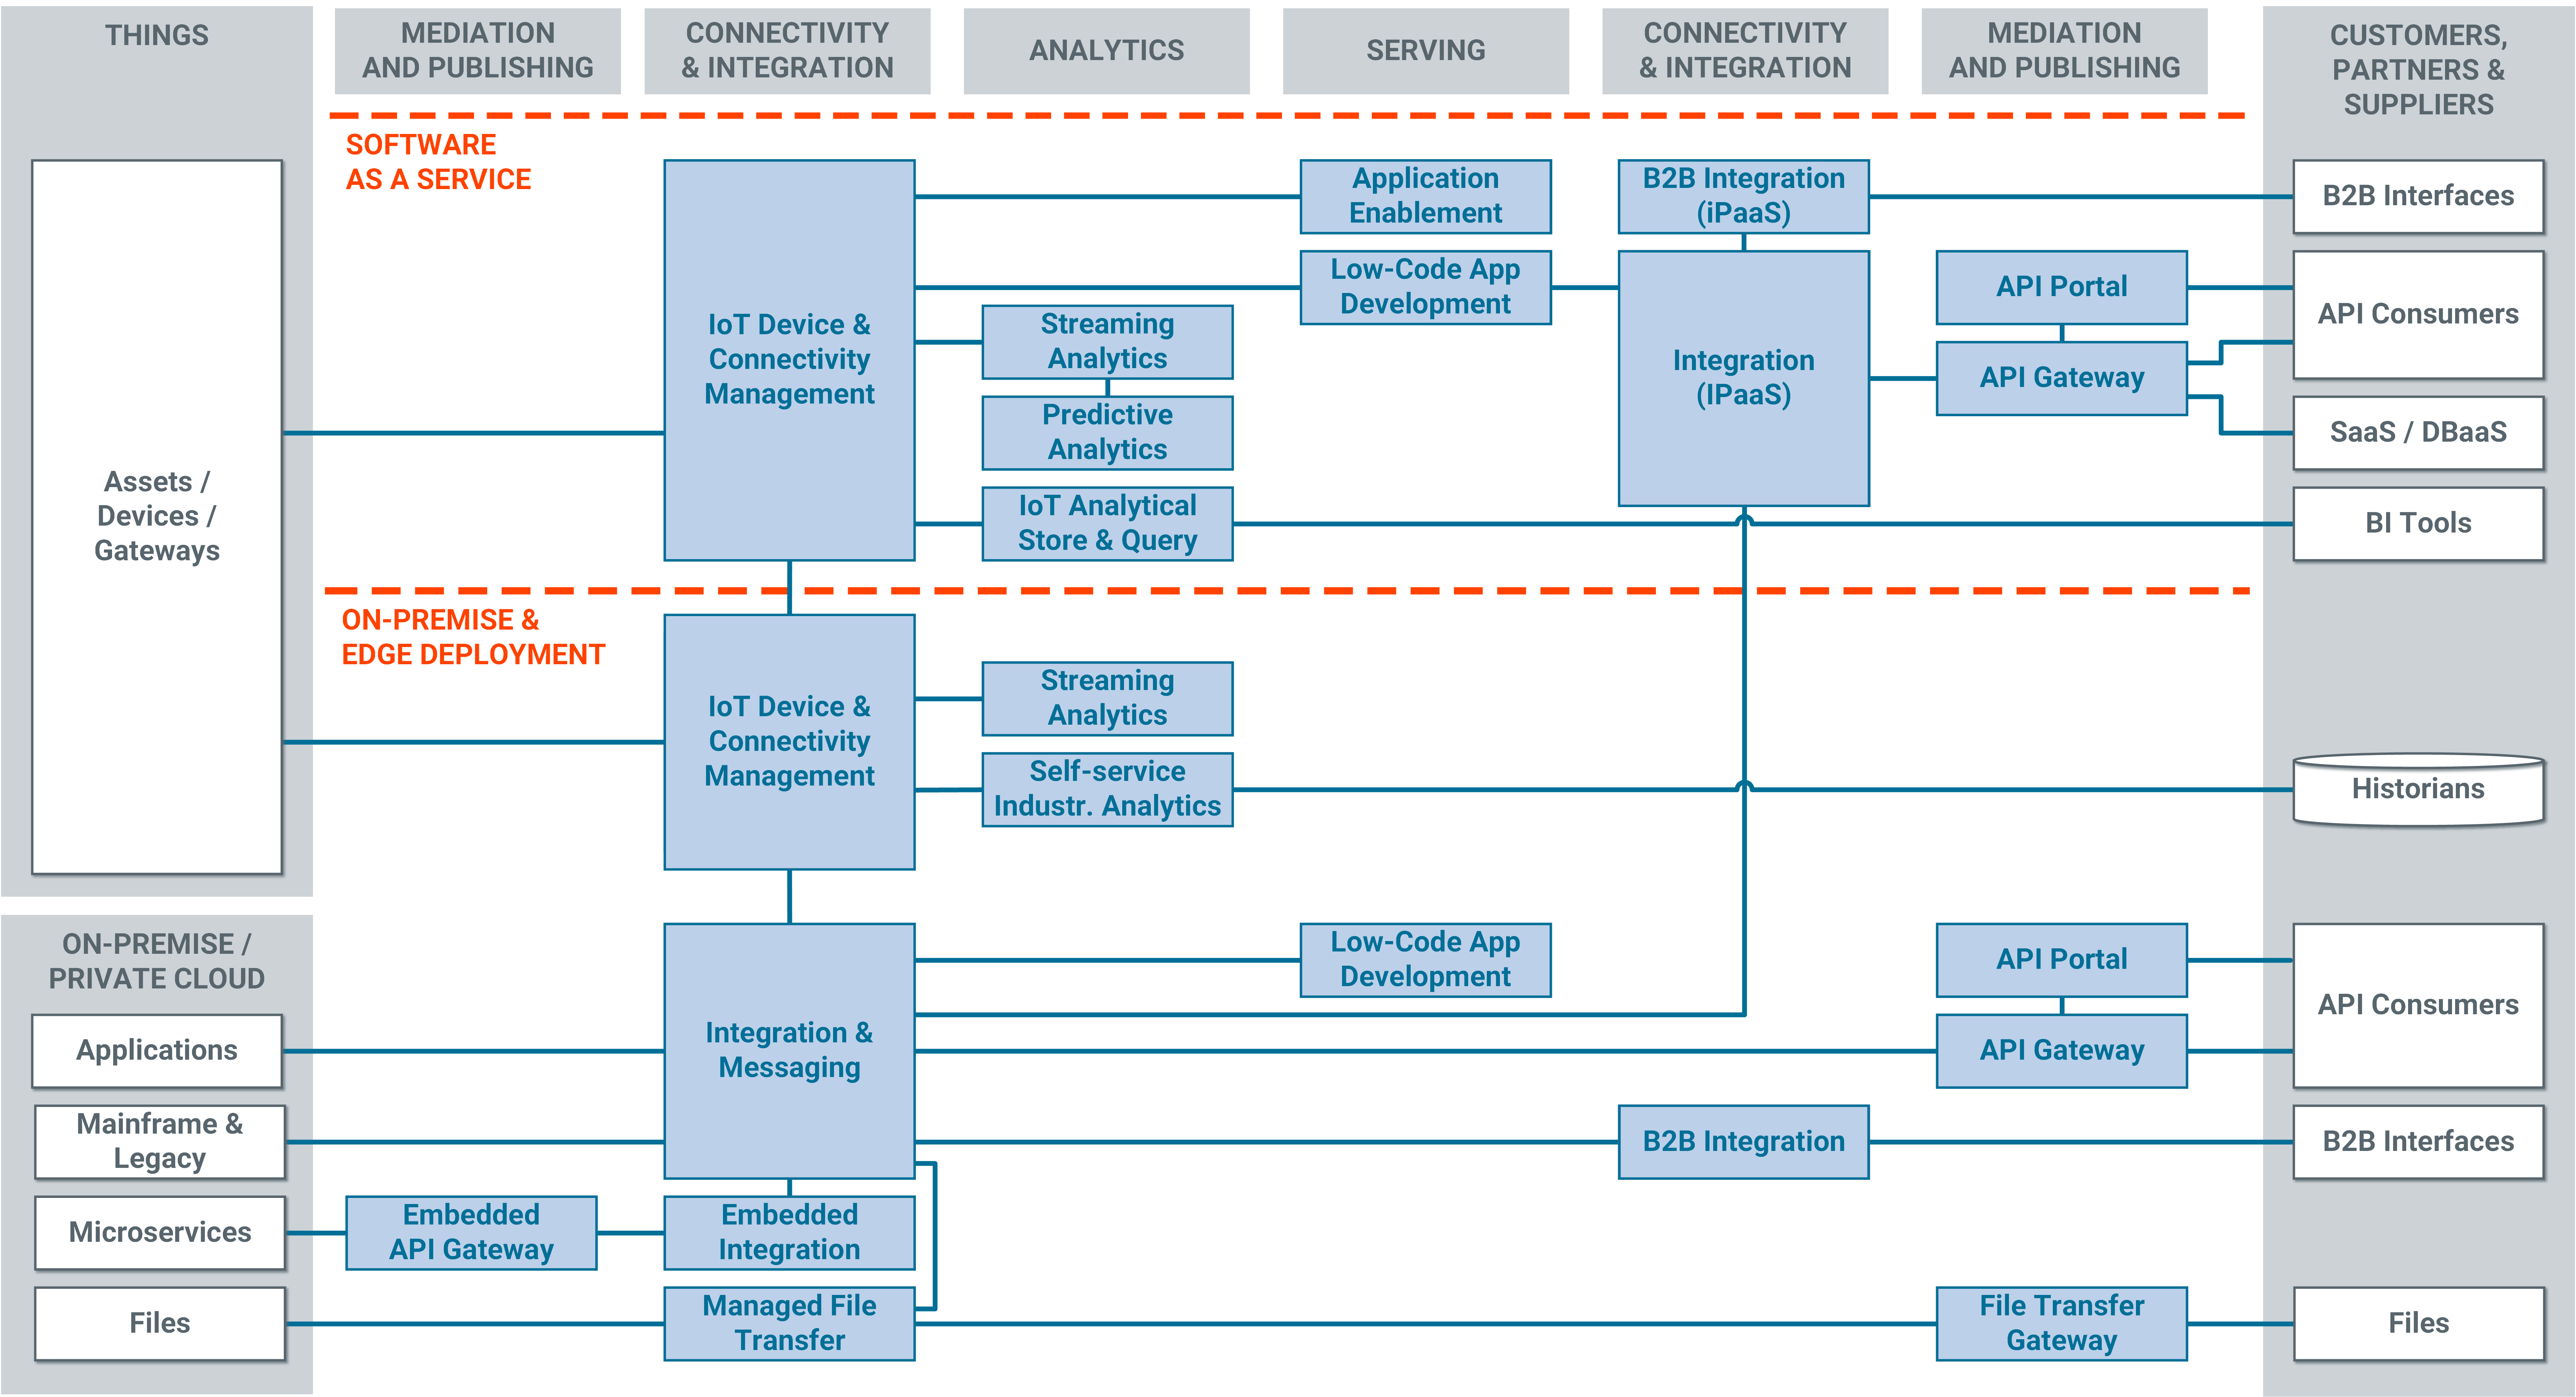 THINGS
MEDIATION
AND PUBLISHING
CONNECTIVITY
& INTEGRATION
ANALYTICS
SERVING
CONNECTIVITY
& INTEGRATION
MEDIATION
AND PUBLISHING
CUSTOMERS,
PARTNERS &
SUPPLIERS
SOFTWARE
AS A SERVICE
Assets /
Devices /
Gateways
IoT Device &
Connectivity
Management
Application
Enablement
B2B Integration
(iPaaS)
B2B Interfaces
Low-Code App
Development
Streaming
Analytics
Predictive
Analytics
IoT Analytical
Store & Query
Integration
(IPaaS)
API Portal
API Gateway
API Consumers
SaaS / DBaaS
BI Tools
ON-PREMISE &
EDGE DEPLOYMENT
IoT Device &
Connectivity
Management
Streaming
Analytics
Self-service
Industr. Analytics
Historians
ON-PREMISE /
PRIVATE CLOUD
Applications
Mainframe &
Legacy
Microservices
Files
Integration &
Messaging
Low-Code App
Development
API Portal
API Gateway
API Consumers
B2B Integration
B2B Interfaces
Embedded
API Gateway
Embedded
Integration
Managed File
Transfer
File Transfer
Gateway
Files